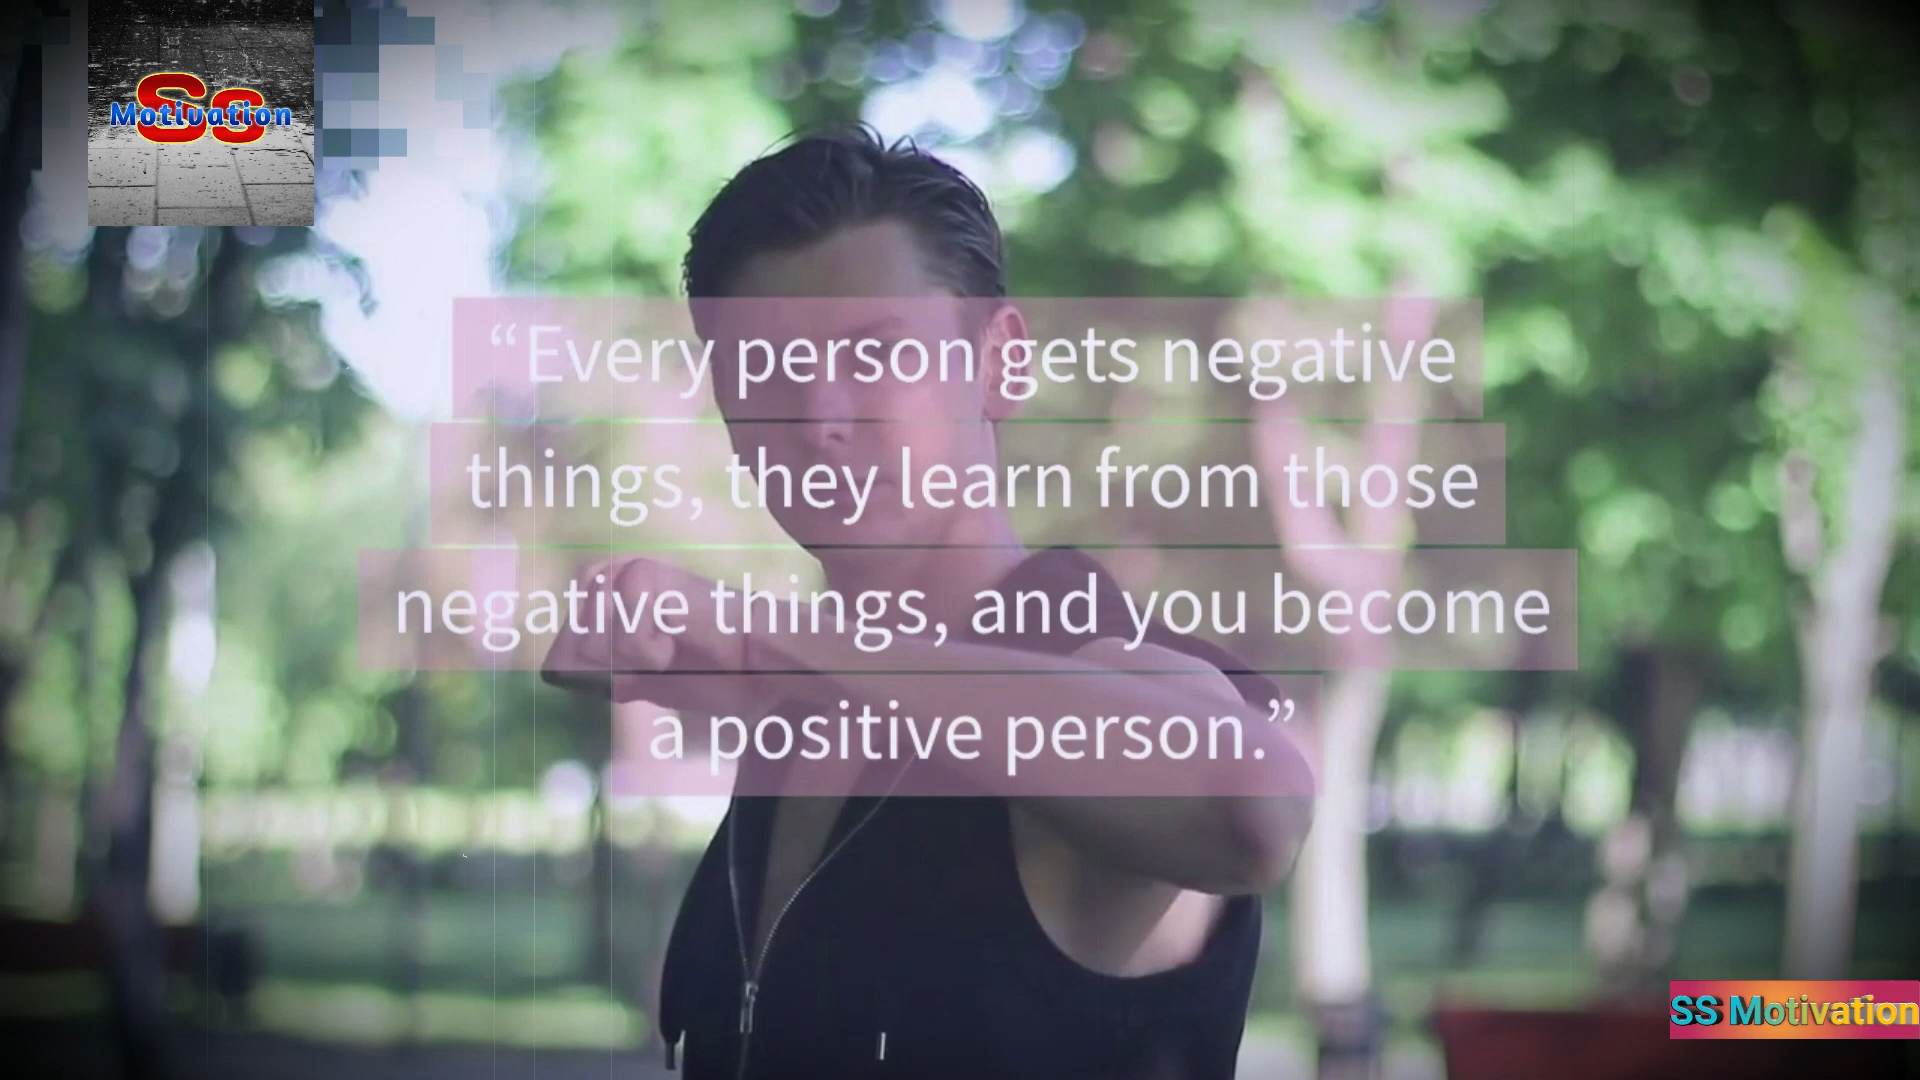 Ss
Motivation
“Every person gets negative
things, they learn from those
negative things, and you become
a positive person.”
SS Motivation